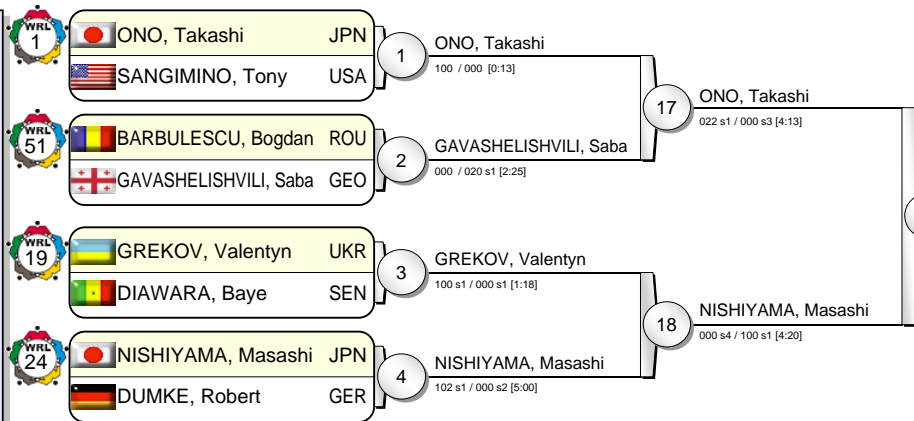 WRL 1 ONO, Takashi JPN
SANGIMINO, Tony USA
1
ONO, Takashi
100 / 000 [0:13]
WRL 51 BARBULESCU, Bogdan ROU
GAVASHELISHVILI, Saba GEO
2
GAVASHELISHVILI, Saba
000 / 020 s1 [2:25]
17
ONO, Takashi
022 s1 / 000 s3 [4:13]
WRL 19 GREKOV, Valentyn UKR
DIAWARA, Baye SEN
3
GREKOV, Valentyn
100 s1 / 000 s1 [1:18]
WRL 24 NISHIYAMA, Masashi JPN
DUMKE, Robert GER
4
NISHIYAMA, Masashi
102 s1 / 000 s2 [5:00]
18
NISHIYAMA, Masashi
000 s4 / 100 s1 [4:20]